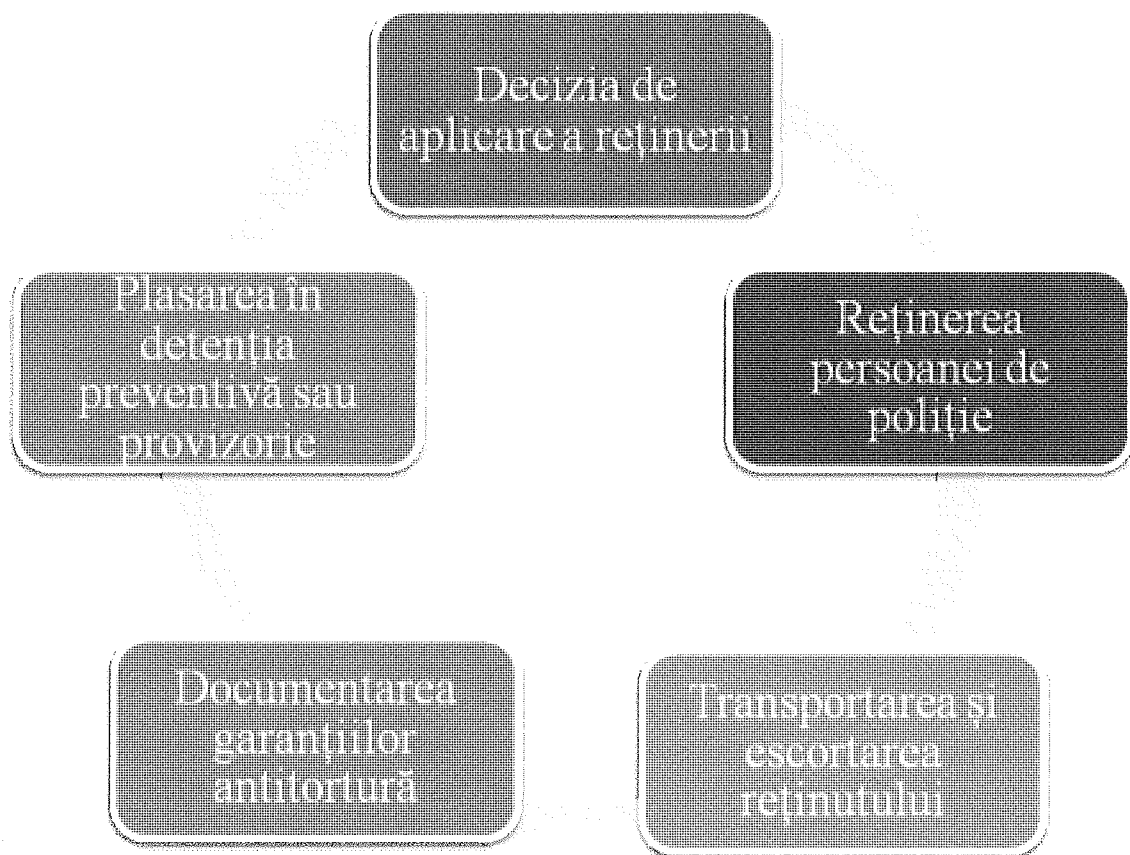 Decizia de
aplicare a reținerii
Plasarea în
detenția
preventivă sau
provizorie
Reținerea
persoanei de
poliție
Documentarea
garanțiilor
antitortură
Transportarea și
escortarea
reținutului